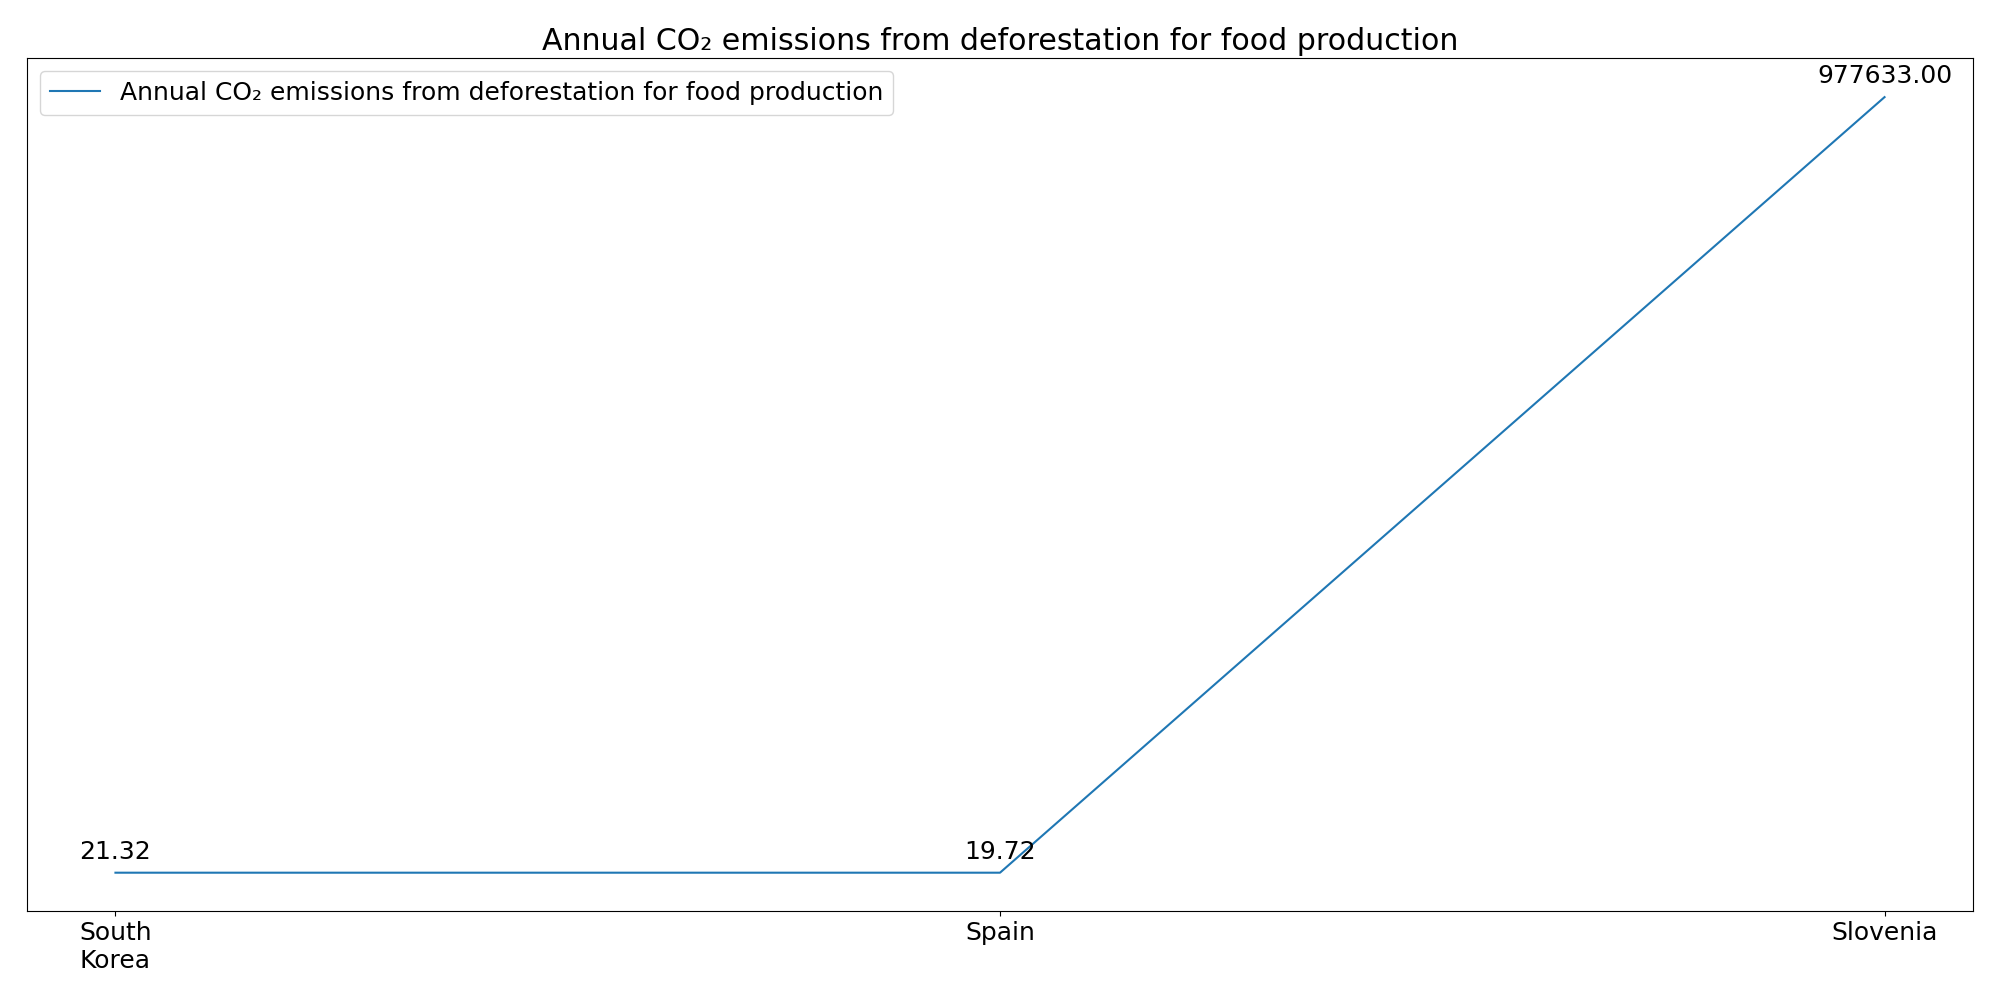 Annual CO₂ emissions from deforestation for food production
Annual CO₂ emissions from deforestation for food production
977633.00
21.32
19.72
South
Korea
Spain
Slovenia